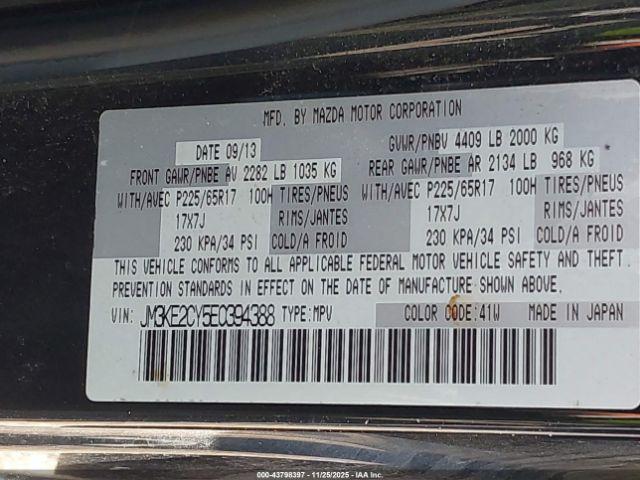 MFD. BY MAZDA MOTOR CORPORATION
DATE 09/13 GVWR/PNBV 4409 LB 2000 KG
FRONT GAWR/PNBE AV 2282 LB 1035 KG REAR GAWR/PNBE AR 2134 LB 968 KG
WITH/AVEC P225/65R17 100H TIRES/PNEUS WITH/AVEC P225/65R17 100H TIRES/PNEUS
17X7J RIMS/JANTES 17X7J RIMS/JANTES
230 KPA/34 PSI COLD/A FROID 230 KPA/34 PSI COLD/A FROID
THIS VEHICLE CONFORMS TO ALL APPLICABLE FEDERAL MOTOR VEHICLE SAFETY AND THEFT
PREVENTION STANDARDS IN EFFECT ON THE DATE OF MANUFACTURE SHOWN ABOVE.
VIN: JM3KE2CY5E0394388 TYPE:MPV COLOR CODE:41W MADE IN JAPAN
00-43798397 - 11/25/2025 - IAA Inc.